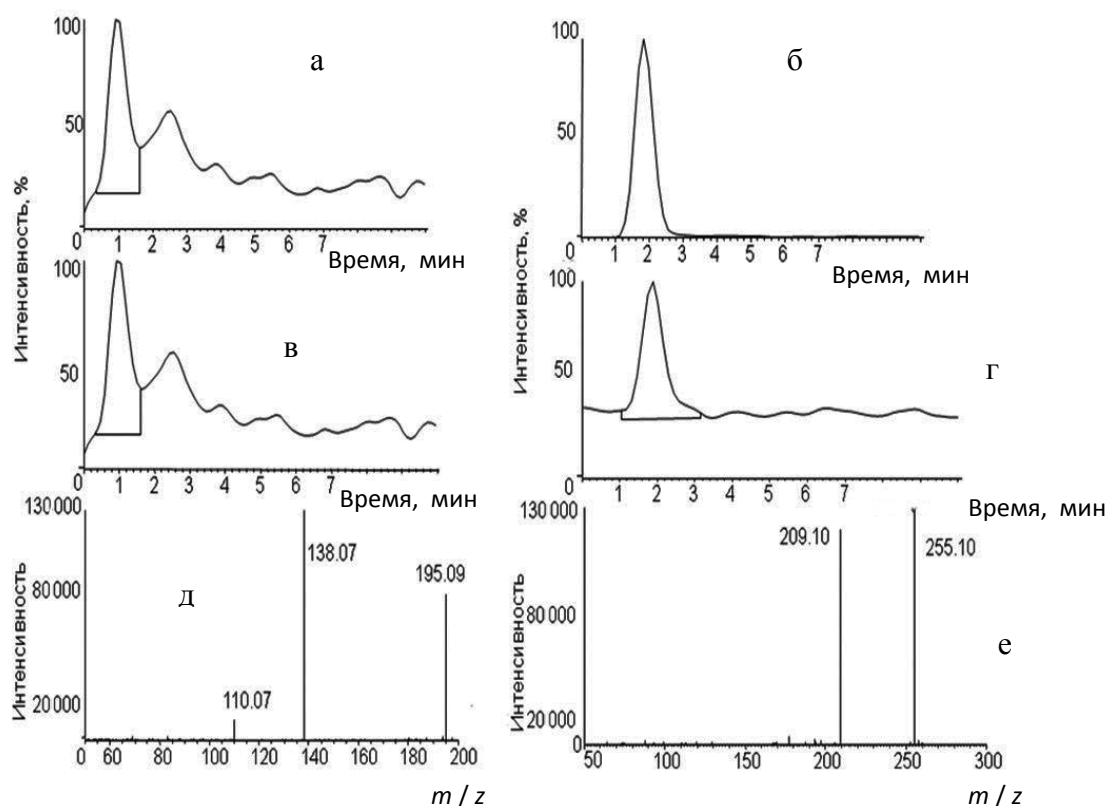 а
100
50
0
1 2 3 4 5 6 7
Время, мин
Интенсивность, %
б
100
50
0
1 2 3 4 5 6 7
Время, мин
Интенсивность, %
в
100
50
0
1 2 3 4 5 6 7
Время, мин
г
100
50
0
1 2 3 4 5 6 7
Время, мин
д
130 000
80 000
20 000
0
Интенсивность
138.07
195.09
110.07
60 80 100 120 140 160 180 200
m / z
е
130 000
80 000
20 000
0
Интенсивность
209.10
255.10
50 100 150 200 250 300
m / z